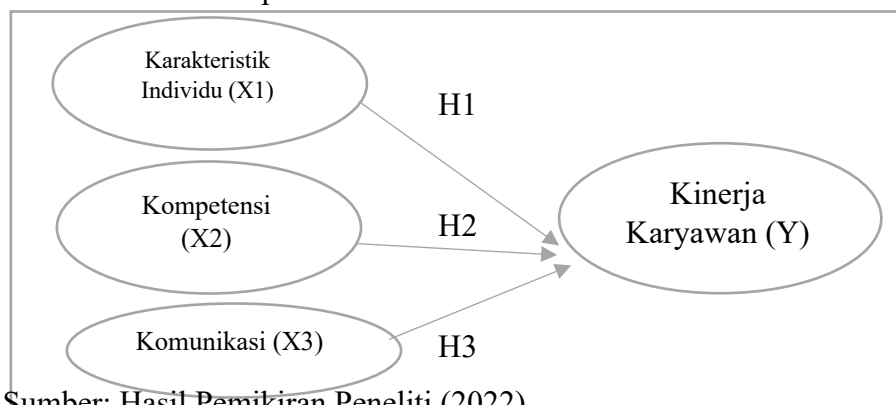 Karakteristik
Individu (X1)
H1
Kompetensi
(X2)
H2
Kinerja
Karyawan (Y)
Komunikasi (X3)
H3
Sumber: Hasil Pemikiran Peneliti (2022)